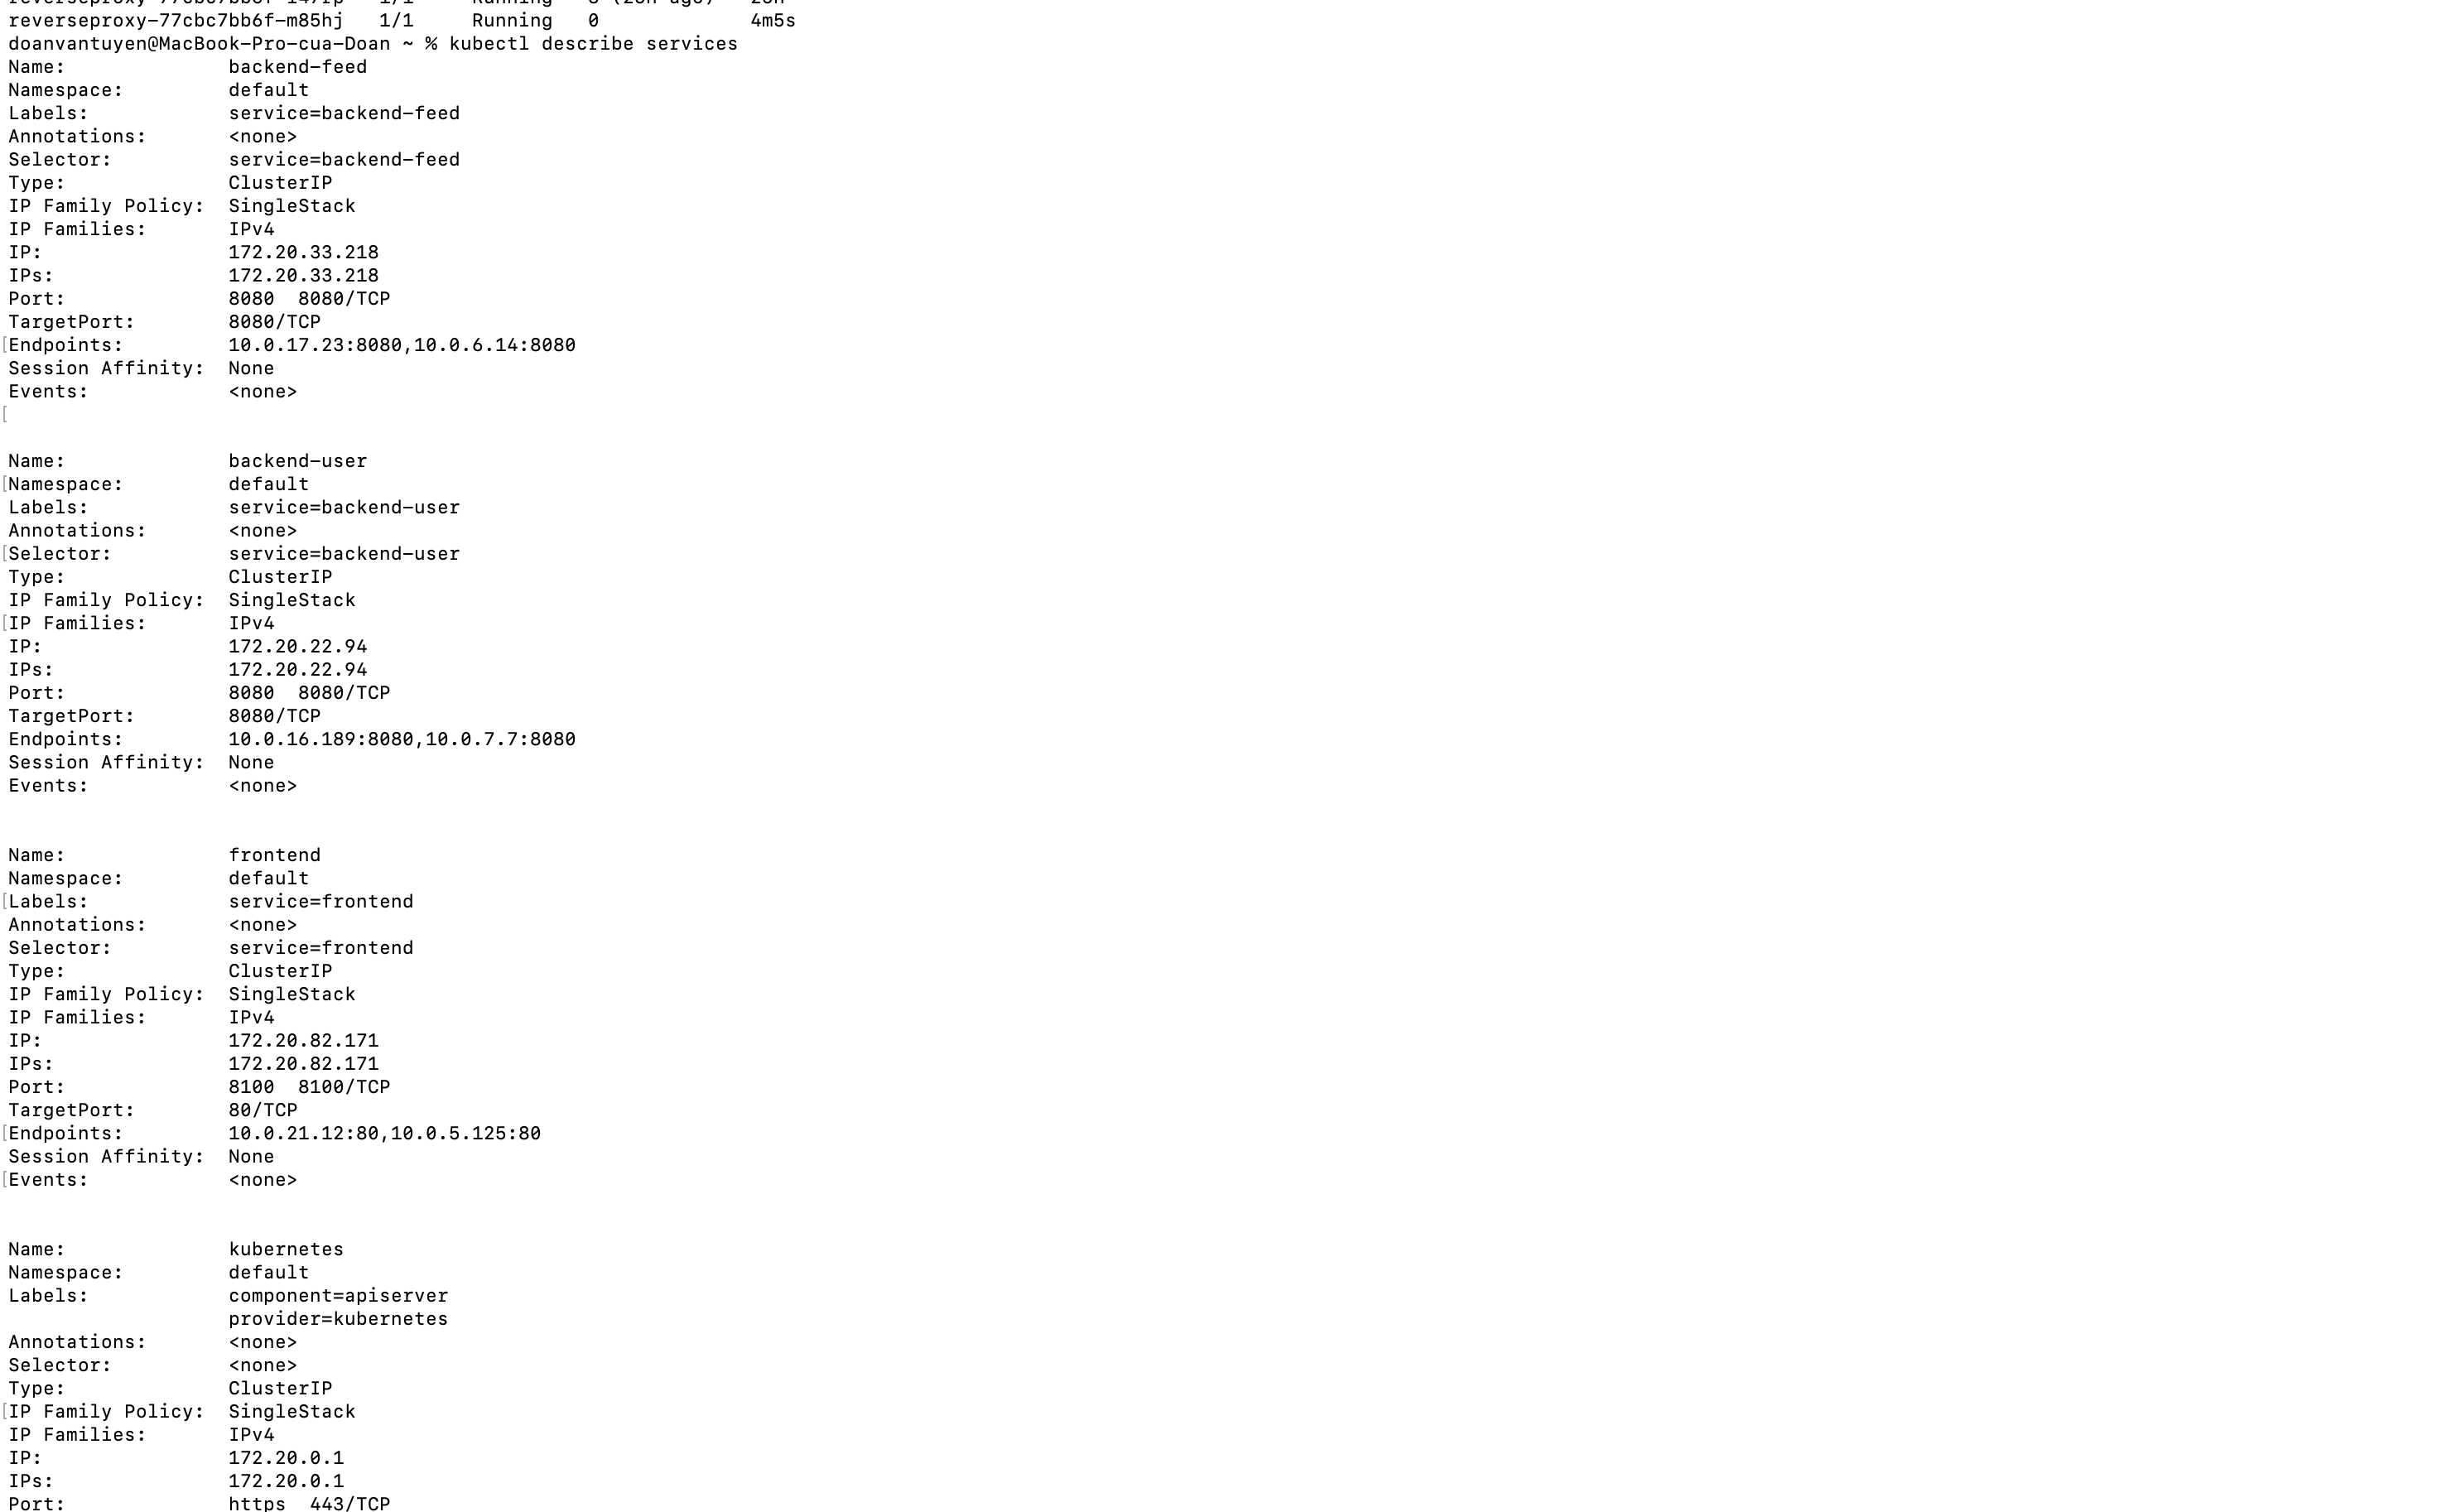 reverseproxy-77cbc7bb6f-m85hj   1/1     Running   0             4m5s
doanvantuyen@MacBook-Pro-cua-Doan ~ % kubectl describe services
Name:              backend-feed
Namespace:         default
Labels:            service=backend-feed
Annotations:       <none>
Selector:          service=backend-feed
Type:              ClusterIP
IP Family Policy:  SingleStack
IP Families:       IPv4
IP:                172.20.33.218
IPs:               172.20.33.218
Port:              8080  8080/TCP
TargetPort:        8080/TCP
[Endpoints:         10.0.17.23:8080,10.0.6.14:8080
Session Affinity:  None
Events:            <none>
[
Name:              backend-user
[Namespace:         default
Labels:            service=backend-user
Annotations:       <none>
[Selector:          service=backend-user
Type:              ClusterIP
IP Family Policy:  SingleStack
[IP Families:       IPv4
IP:                172.20.22.94
IPs:               172.20.22.94
Port:              8080  8080/TCP
TargetPort:        8080/TCP
Endpoints:         10.0.16.189:8080,10.0.7.7:8080
Session Affinity:  None
Events:            <none>
Name:              frontend
Namespace:         default
[Labels:            service=frontend
Annotations:       <none>
Selector:          service=frontend
Type:              ClusterIP
IP Family Policy:  SingleStack
IP Families:       IPv4
IP:                172.20.82.171
IPs:               172.20.82.171
Port:              8100  8100/TCP
TargetPort:        80/TCP
[Endpoints:         10.0.21.12:80,10.0.5.125:80
Session Affinity:  None
[Events:            <none>
Name:              kubernetes
Namespace:         default
Labels:            component=apiserver
                   provider=kubernetes
Annotations:       <none>
Selector:          <none>
Type:              ClusterIP
[IP Family Policy:  SingleStack
IP Families:       IPv4
IP:                172.20.0.1
IPs:               172.20.0.1
Port:              https  443/TCP